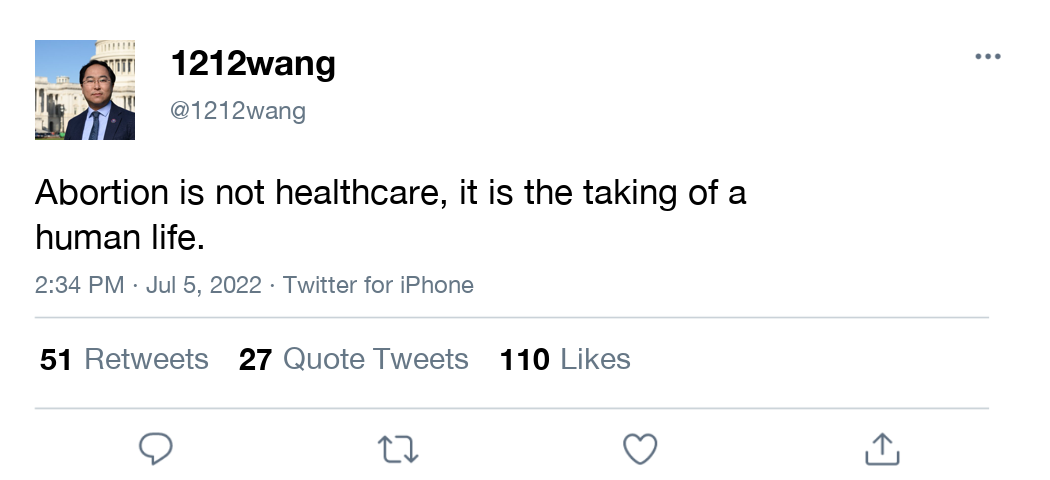 1212wang
@1212wang
Abortion is not healthcare, it is the taking of a
human life.
2:34 PM · Jul 5, 2022 · Twitter for iPhone
51 Retweets 27 Quote Tweets 110 Likes